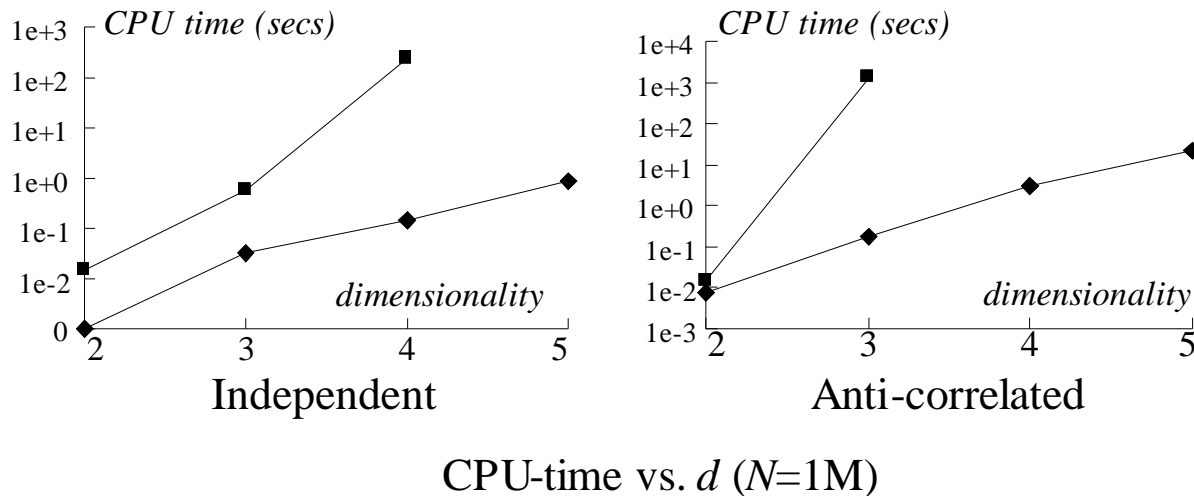 CPU time (secs)
1e+3
1e+2
1e+1
1e+0
1e-1
1e-2
0
dimensionality
2
3
4
5
Independent
CPU time (secs)
1e+4
1e+3
1e+2
1e+1
1e+0
1e-1
1e-2
1e-3
dimensionality
2
3
4
5
Anti-correlated
CPU-time vs. d (N=1M)